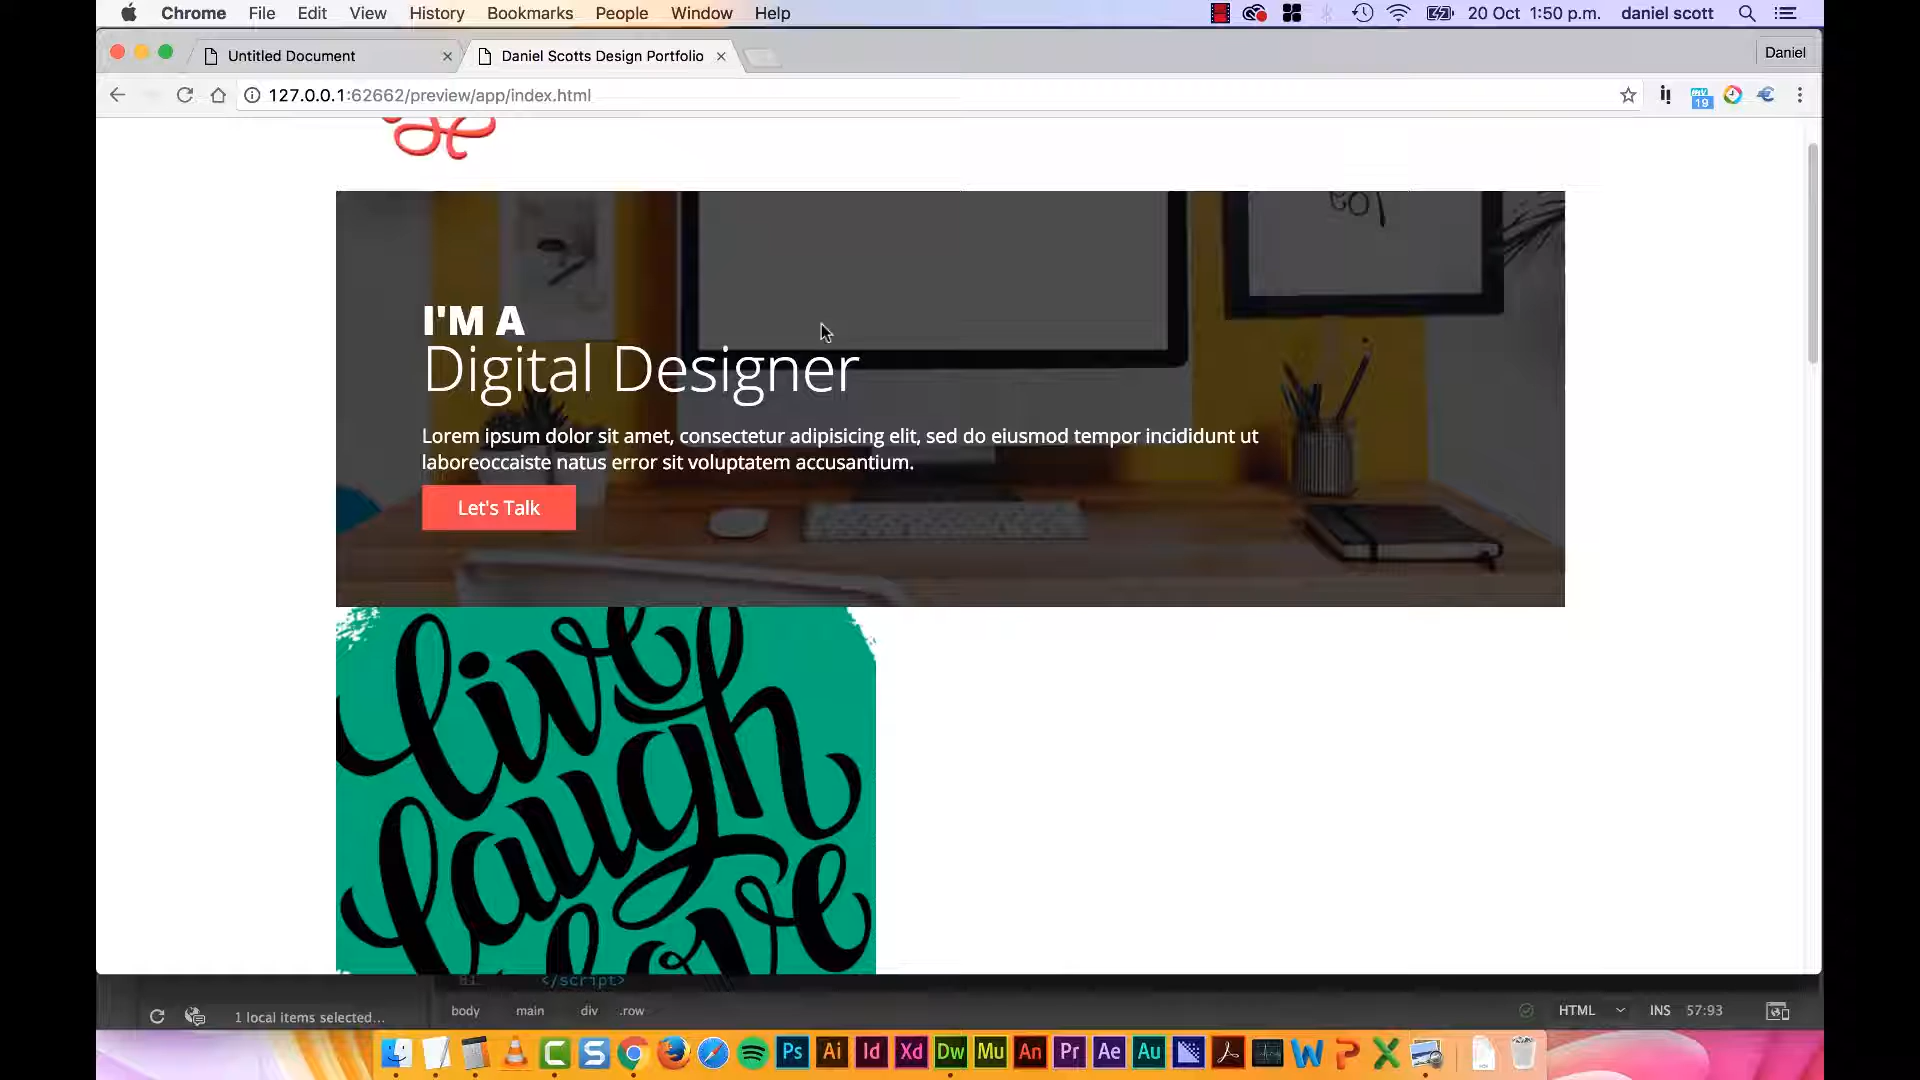 Chrome File Edit View History Bookmarks People Window Help
20 Oct 1:50 p.m. daniel scott
Untitled Document
Daniel Scotts Design Portfolio
Daniel
127.0.0.1:62662/preview/app/index.html
19
I'M A
Digital Designer
Lorem ipsum dolor sit amet, consectetur adipisicing elit, sed do eiusmod tempor incididunt ut
laboreoccaiste natus error sit voluptatem accusantium.
Let's Talk
live
laugh
love
81 </script>
1 local items selected...
body main div .row
HTML INS 57:93
Ps Ai Id Xd Dw Mu An Pr Ae Au